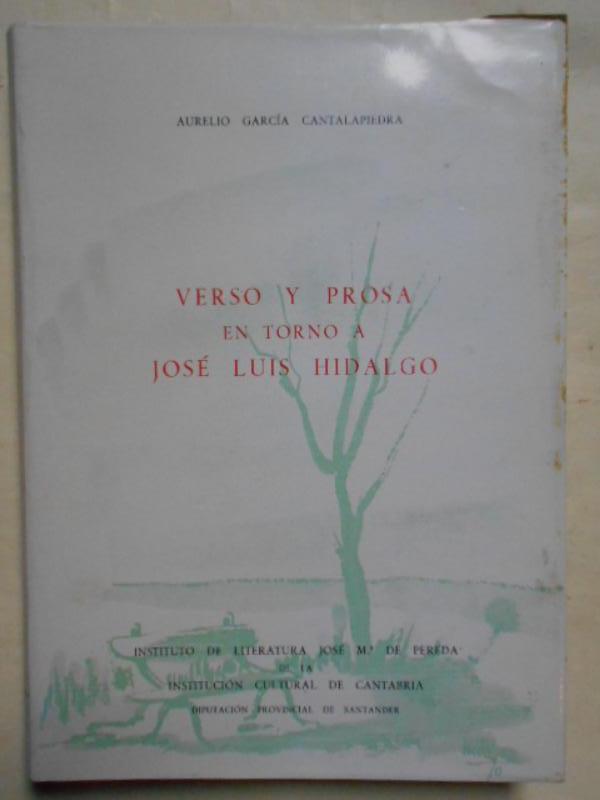 AURELIO GARCÍA CANTALAPIEDRA
VERSO Y PROSA
EN TORNO A
JOSÉ LUIS HIDALGO
INSTITUTO DE LITERATURA JOSÉ M.ª DE PEREDA
DE LA
INSTITUCIÓN CULTURAL DE CANTABRIA
DIPUTACIÓN PROVINCIAL DE SANTANDER